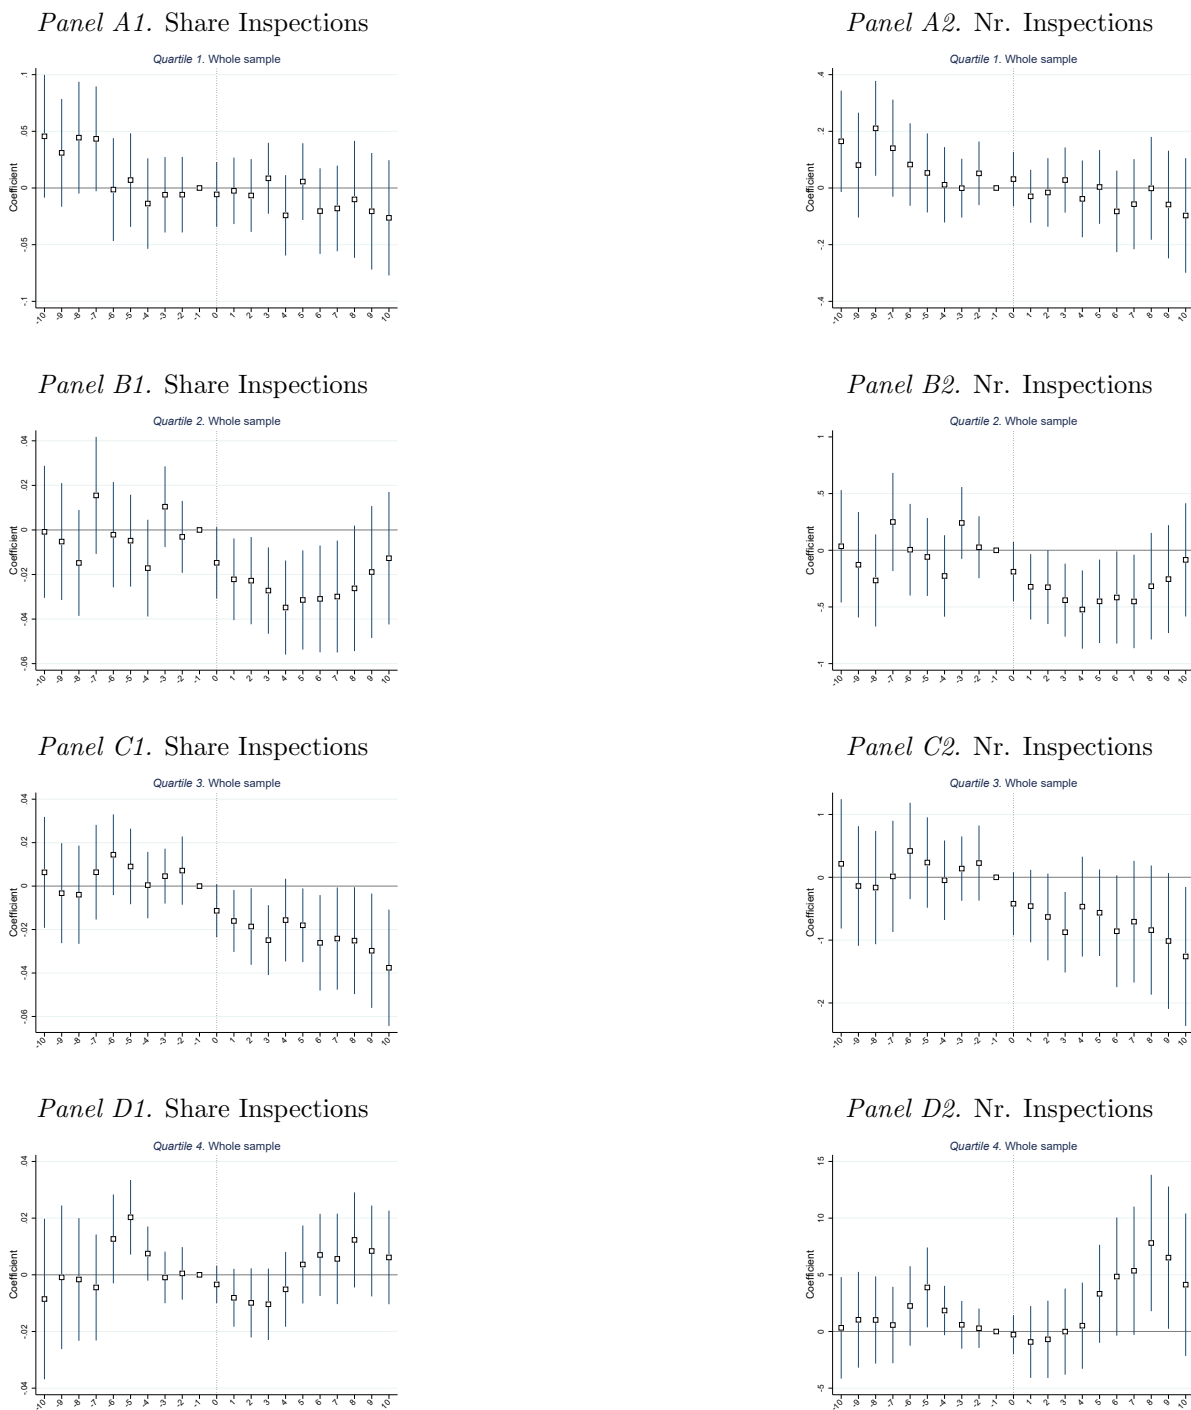 Panel A1. Share Inspections
Quartile 1. Whole sample
Coefficient
.1
.05
0
-.05
-.1
-10 -9 -8 -7 -6 -5 -4 -3 -2 -1 0 1 2 3 4 5 6 7 8 9 10
Panel A2. Nr. Inspections
Quartile 1. Whole sample
Coefficient
.4
.2
0
-.2
-.4
-10 -9 -8 -7 -6 -5 -4 -3 -2 -1 0 1 2 3 4 5 6 7 8 9 10
Panel B1. Share Inspections
Quartile 2. Whole sample
Coefficient
.04
.02
0
-.02
-.04
-.06
-10 -9 -8 -7 -6 -5 -4 -3 -2 -1 0 1 2 3 4 5 6 7 8 9 10
Panel B2. Nr. Inspections
Quartile 2. Whole sample
Coefficient
1
.5
0
-.5
-1
-10 -9 -8 -7 -6 -5 -4 -3 -2 -1 0 1 2 3 4 5 6 7 8 9 10
Panel C1. Share Inspections
Quartile 3. Whole sample
Coefficient
.04
.02
0
-.02
-.04
-.06
-10 -9 -8 -7 -6 -5 -4 -3 -2 -1 0 1 2 3 4 5 6 7 8 9 10
Panel C2. Nr. Inspections
Quartile 3. Whole sample
Coefficient
1
0
-1
-2
-10 -9 -8 -7 -6 -5 -4 -3 -2 -1 0 1 2 3 4 5 6 7 8 9 10
Panel D1. Share Inspections
Quartile 4. Whole sample
Coefficient
.04
.02
0
-.02
-.04
-10 -9 -8 -7 -6 -5 -4 -3 -2 -1 0 1 2 3 4 5 6 7 8 9 10
Panel D2. Nr. Inspections
Quartile 4. Whole sample
Coefficient
15
10
5
0
-5
-10 -9 -8 -7 -6 -5 -4 -3 -2 -1 0 1 2 3 4 5 6 7 8 9 10